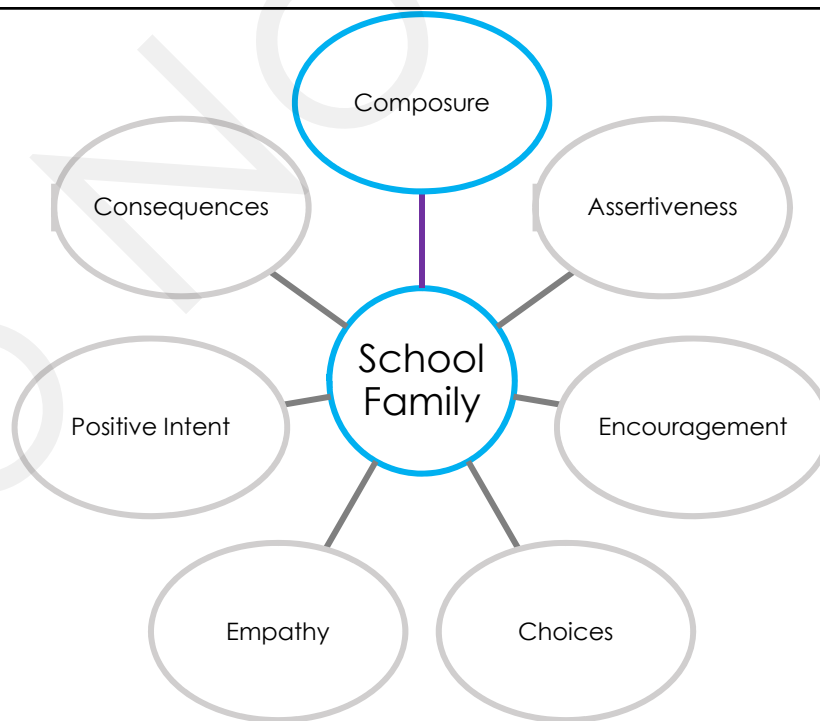 Composure
Consequences
Assertiveness
School
Family
Positive Intent
Encouragement
Empathy
Choices